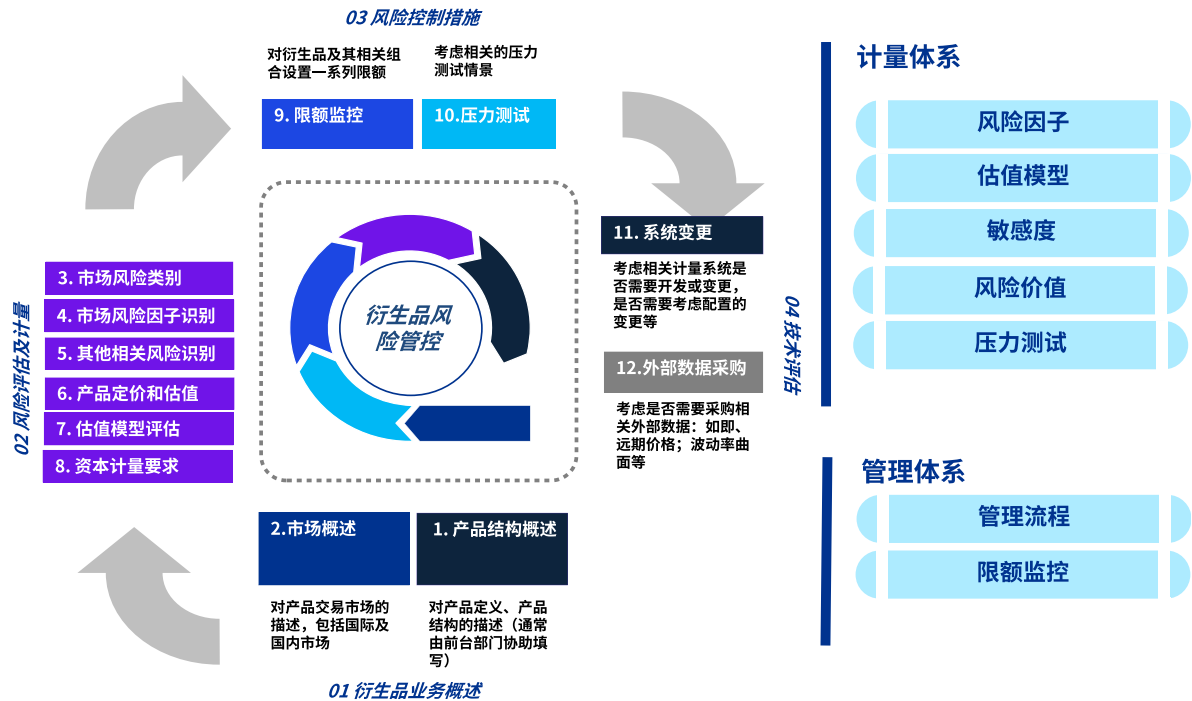 03 风险控制措施
对衍生品及其相关组
合设置一系列限额
考虑相关的压力
测试情景
9. 限额监控
10.压力测试
02 风险评估及计量
3. 市场风险类别
4. 市场风险因子识别
5. 其他相关风险识别
6. 产品定价和估值
7. 估值模型评估
8. 资本计量要求
衍生品风
险管控
11. 系统变更
考虑相关计量系统是
否需要开发或变更，
是否需要考虑配置的
变更等
12.外部数据采购
考虑是否需要采购相
关外部数据：如即、
远期价格；波动率曲
面等
04 技术评估
2.市场概述
1. 产品结构概述
对产品交易市场的
描述，包括国际及
国内市场
对产品定义、产品
结构的描述（通常
由前台部门协助填
写）
01 衍生品业务概述
计量体系
风险因子
估值模型
敏感度
风险价值
压力测试
管理体系
管理流程
限额监控